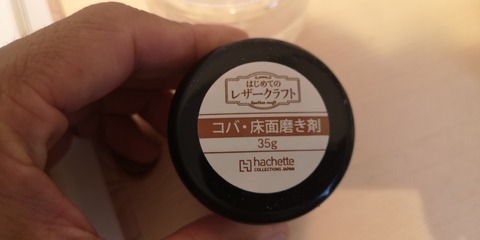 はじめての
レザークラフト
leather craft
コバ・床面磨き剤
35g
hachette
COLLECTIONS JAPAN